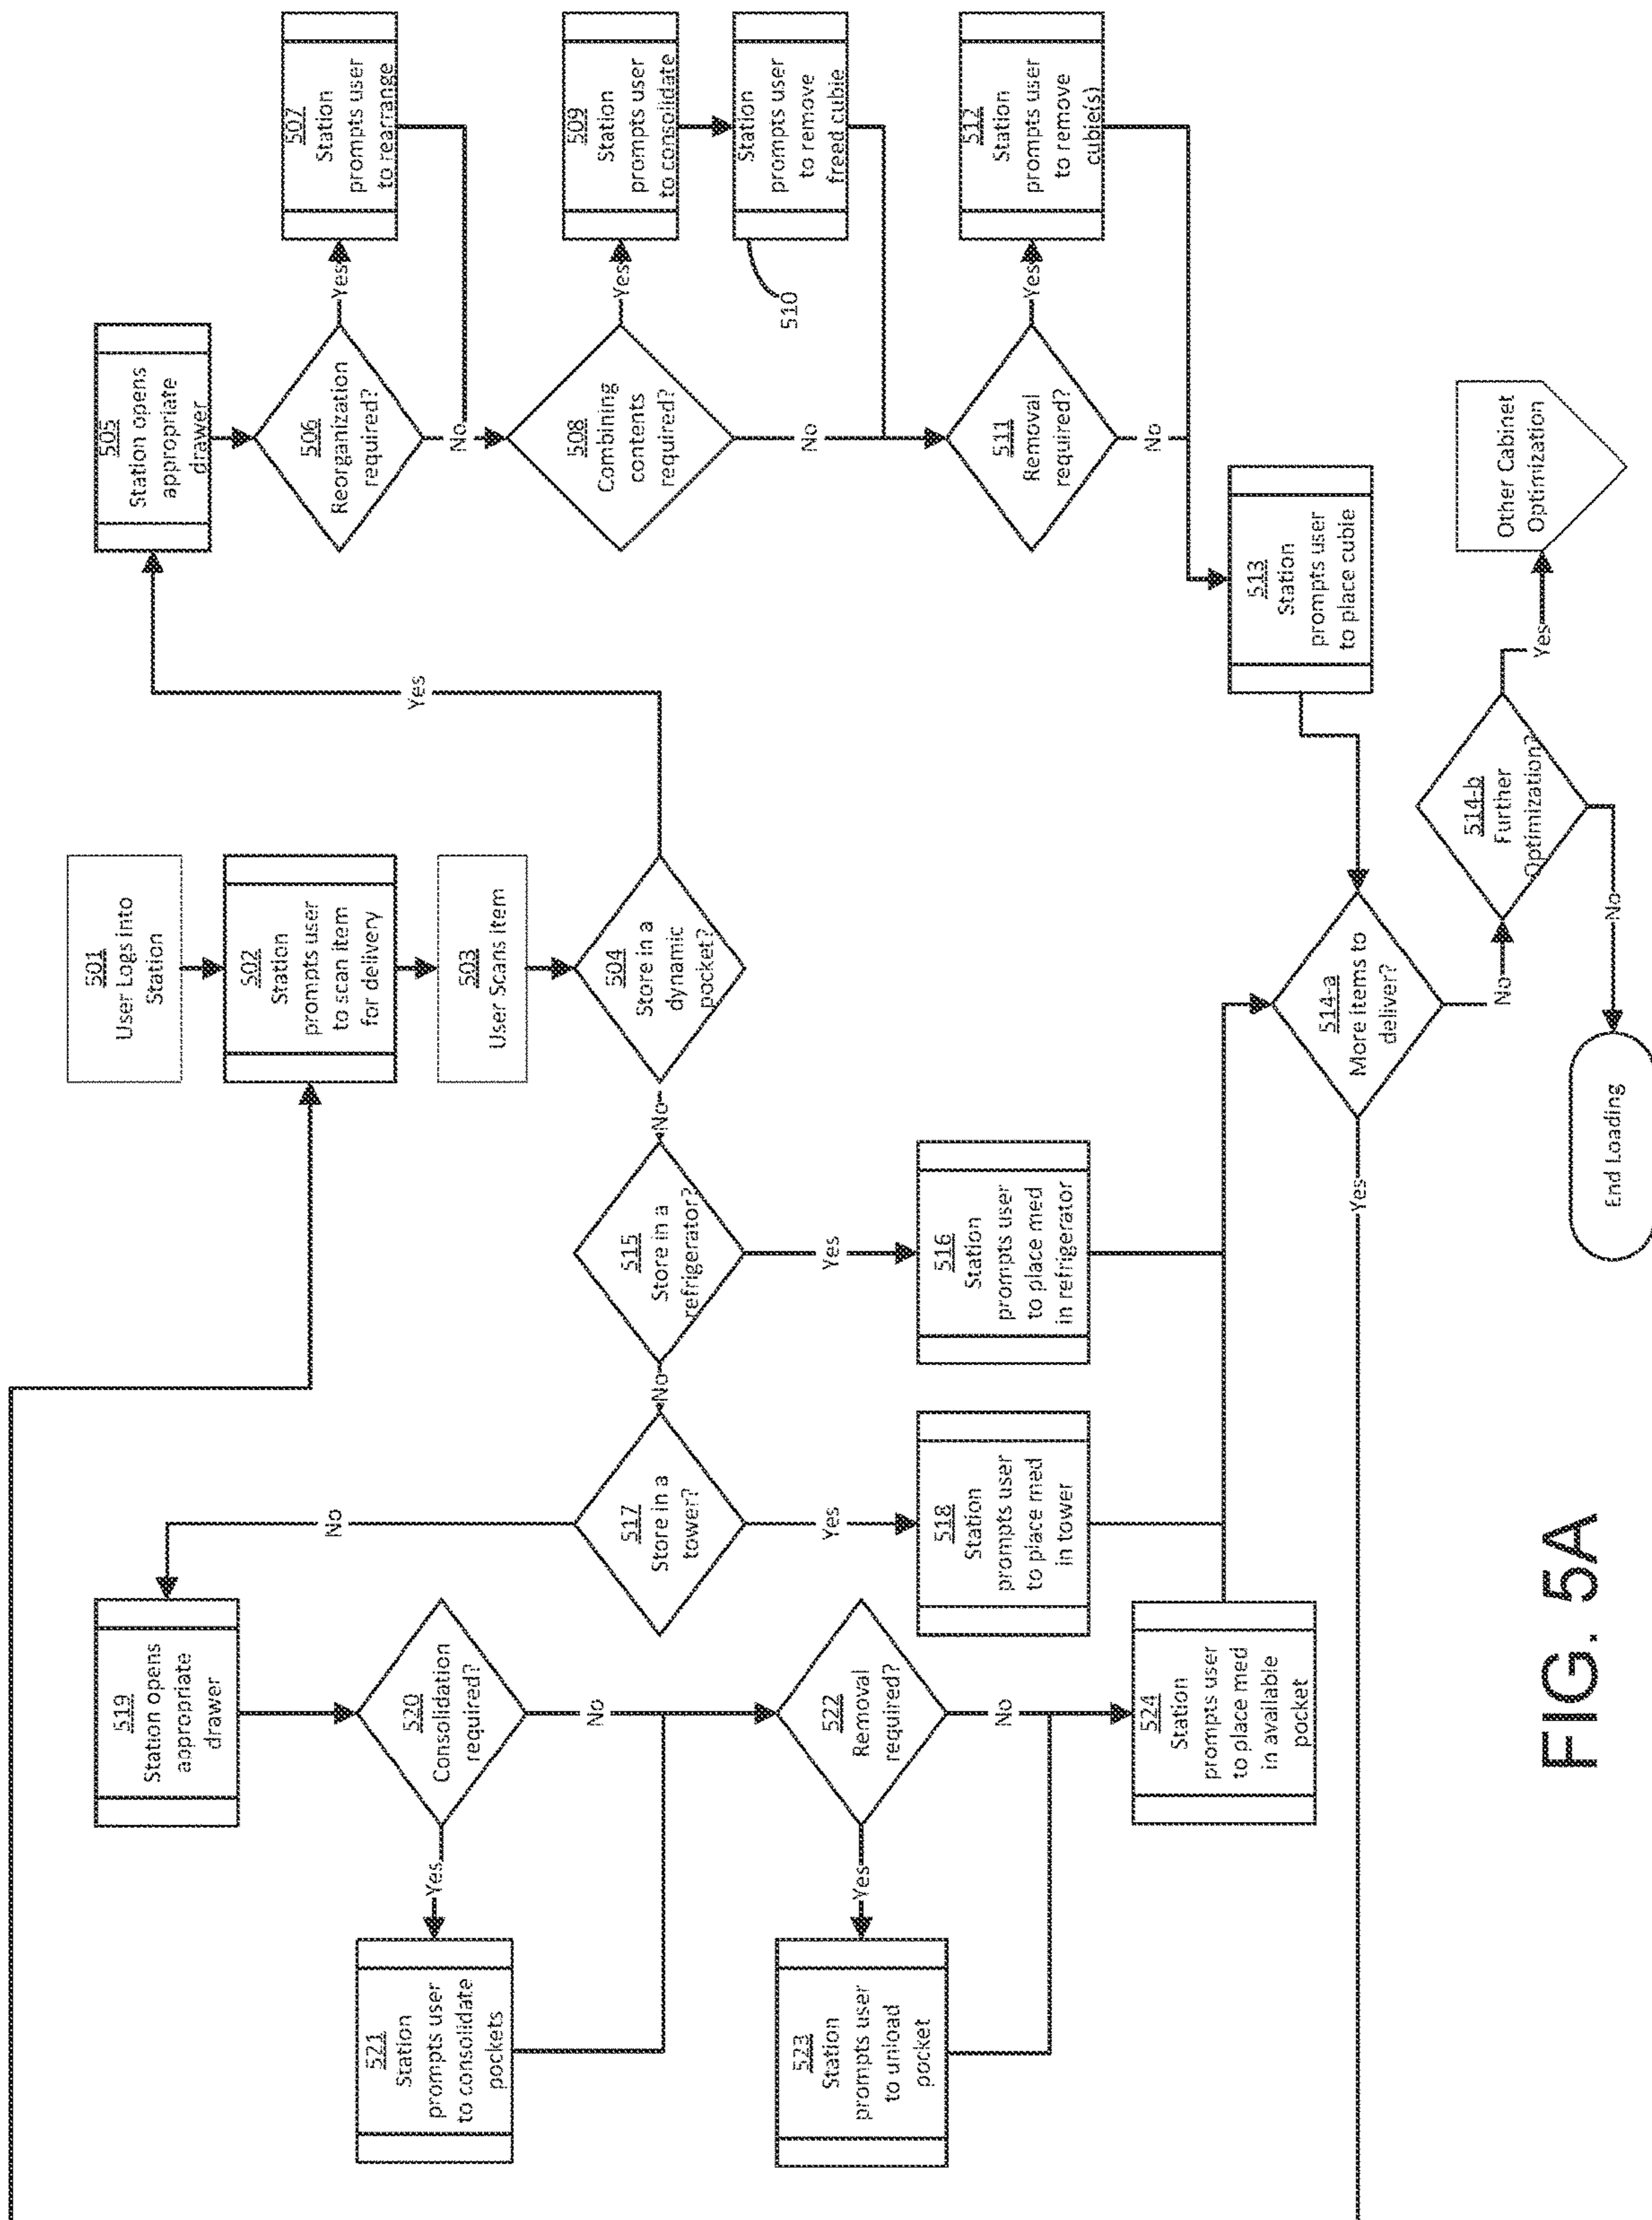 501
User Logs into
Station
502
Station
prompts user
to scan item
for delivery
503
User Scans item
504
Store in a
dynamic
pocket?
Yes
No
505
Station opens
appropriate
drawer
506
Reorganization
required?
Yes
No
507
Station
prompts user
to rearrange
508
Combining
contents
required?
Yes
No
509
Station
prompts user
to consolidate
Station
prompts user
to remove
freed cubie
510
511
Removal
required?
Yes
No
512
Station
prompts user
to remove
cubie(s)
513
Station
prompts user
to place cubie
515
Store in a
refrigerator?
Yes
No
516
Station
prompts user
to place med
in refrigerator
517
Store in a
tower?
Yes
No
518
Station
prompts user
to place med
in tower
519
Station opens
appropriate
drawer
520
Consolidation
required?
Yes
No
521
Station
prompts user
to consolidate
pockets
522
Removal
required?
Yes
No
523
Station
prompts user
to unload
pocket
524
Station
prompts user
to place med
in available
pocket
514-a
More items to
deliver?
Yes
No
514-b
Further
Optimization?
Yes
No
Other Cabinet
Optimization
End Loading
FIG. 5A